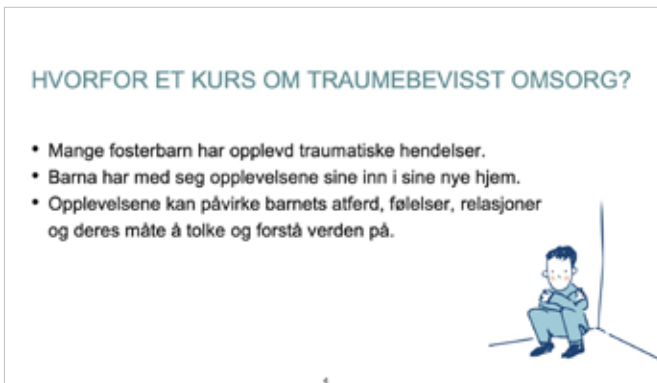 HVORFOR ET KURS OM TRAUMEBEVISST OMSORG?
• Mange fosterbarn har opplevd traumatiske hendelser.
• Barna har med seg opplevelsene sine inn i sine nye hjem.
• Opplevelsene kan påvirke barnets atferd, følelser, relasjoner
og deres måte å tolke og forstå verden på.